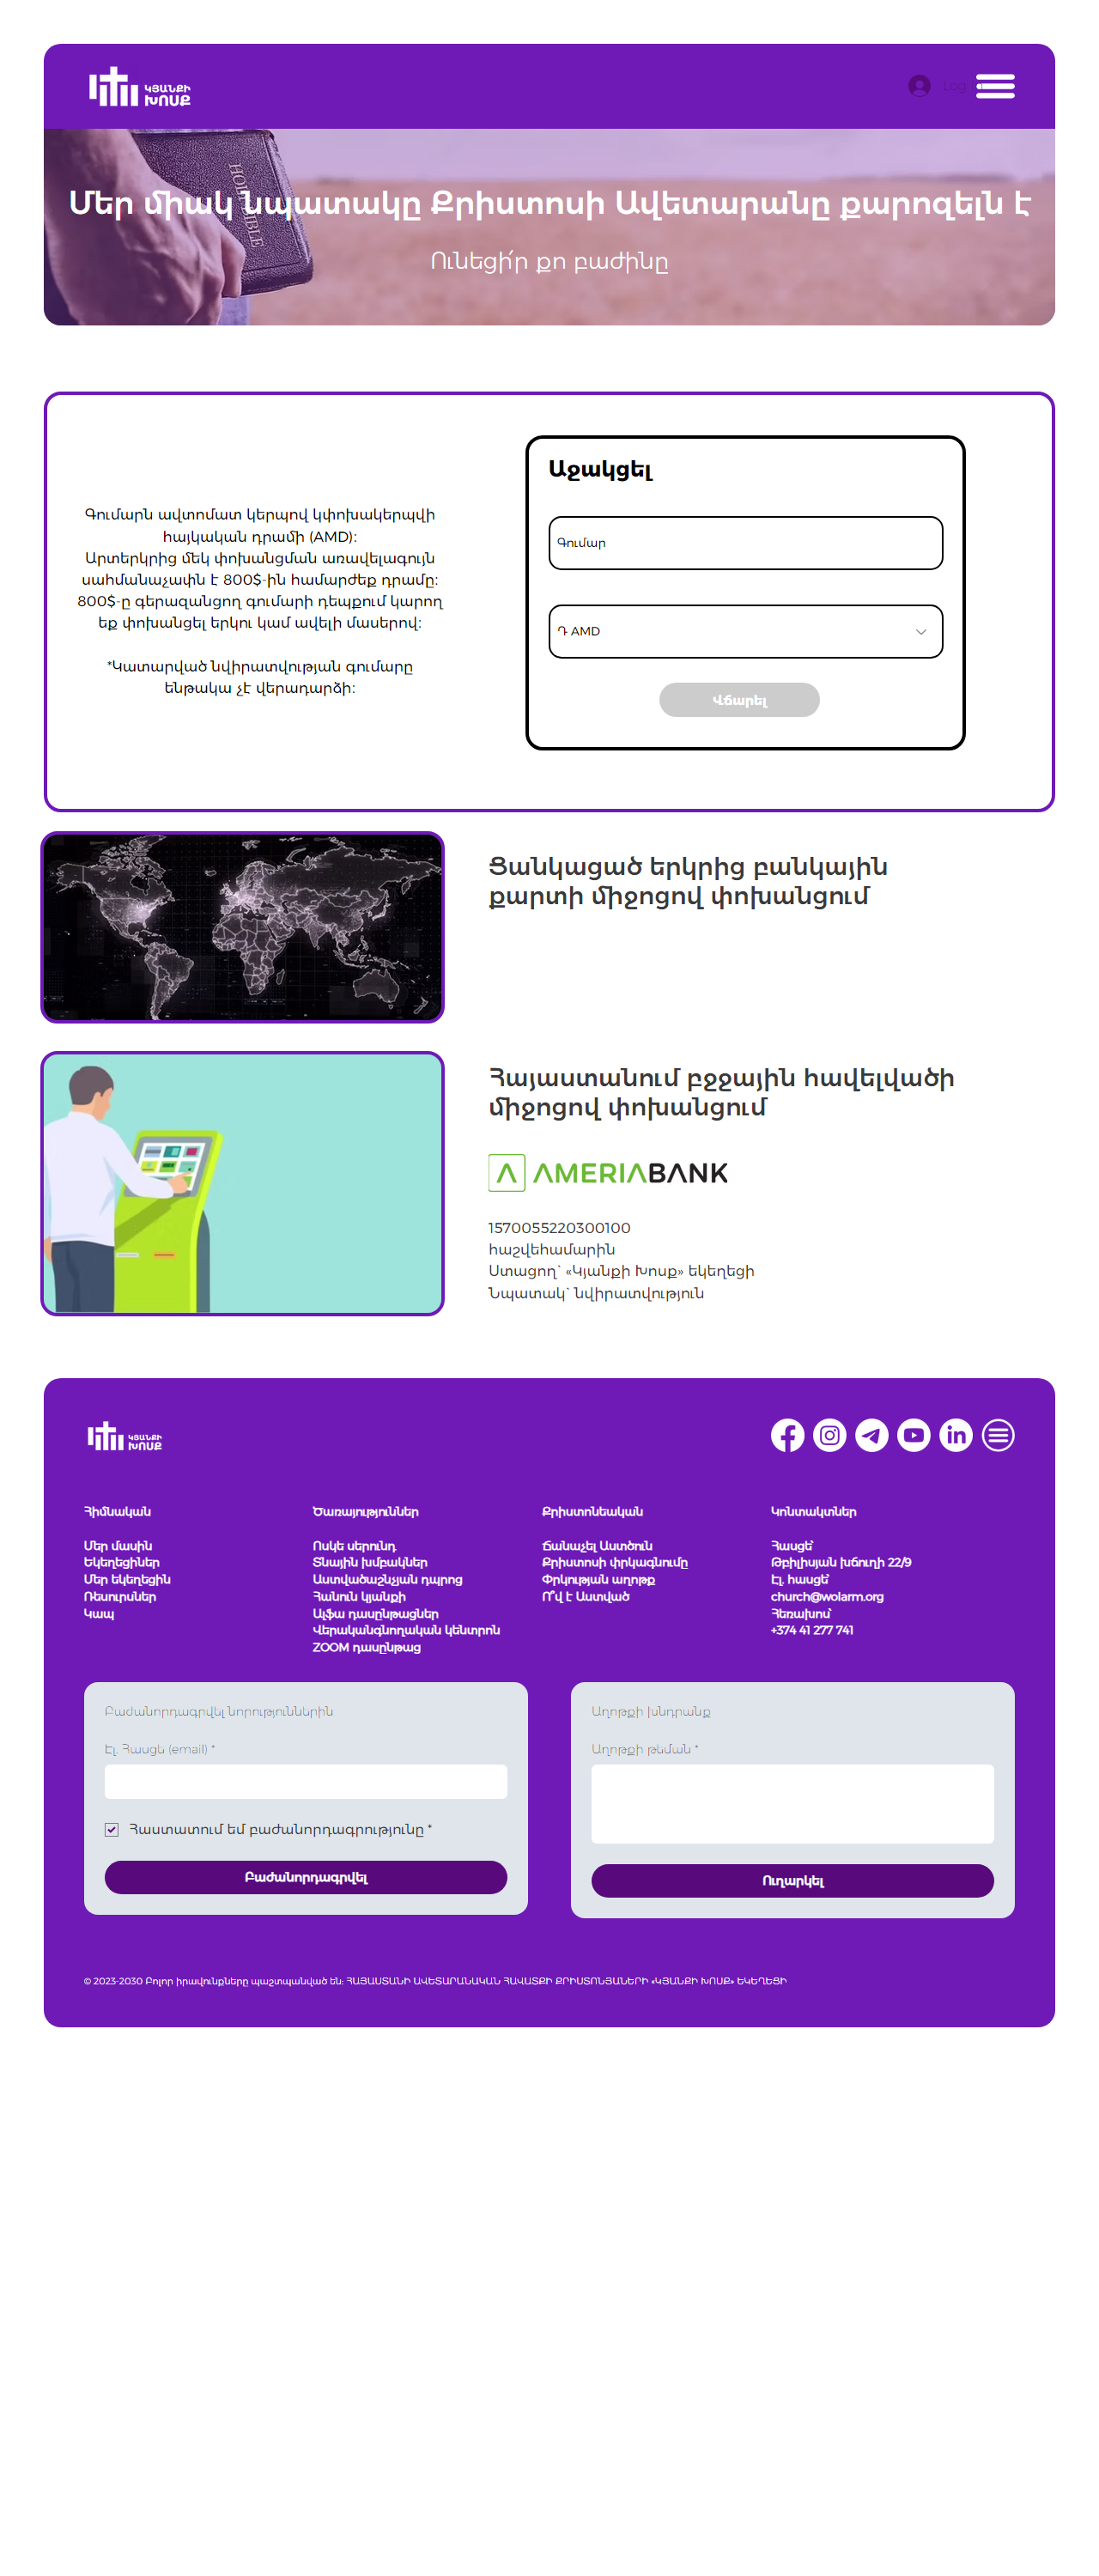 ԿՅԱՆՔԻ
ԽՈՍՔ
Log In
HOLY BIBLE
Մեր միակ նպատակը Քրիստոսի Ավետարանը քարոզելն է
Ունեցի՛ր քո բաժինը
Գումարն ավտոմատ կերպով կփոխակերպվի
հայկական դրամի (AMD)։
Արտերկրից մեկ փոխանցման առավելագույն
սահմանաչափն է 800$-ին համարժեք դրամը։
800$-ը գերազանցող գումարի դեպքում կարող
եք փոխանցել երկու կամ ավելի մասերով։
*Կատարված նվիրատվության գումարը
ենթակա չէ վերադարձի։
Աջակցել
Գումար
Դ AMD
Վճարել
Ցանկացած երկրից բանկային
քարտի միջոցով փոխանցում
Հայաստանում բջջային հավելվածի
միջոցով փոխանցում
AMERIABANK
1570055220300100
հաշվեհամարին
Ստացող` «Կյանքի Խոսք» եկեղեցի
Նպատակ` նվիրատվություն
ԿՅԱՆՔԻ
ԽՈՍՔ
Հիմնական
Մեր մասին
Եկեղեցիներ
Մեր եկեղեցին
Ռեսուրսներ
Կապ
Ծառայություններ
Ոսկե սերունդ
Տնային խմբակներ
Աստվածաշնչյան դպրոց
Հանուն կյանքի
Ալֆա դասընթացներ
Վերականգնողական կենտրոն
ZOOM դասընթաց
Քրիստոնեական
Ճանաչել Աստծուն
Քրիստոսի փրկագնումը
Փրկության աղոթք
Ո՞վ է Աստված
Կոնտակտներ
Հասցե՝
Թբիլիսյան խճուղի 22/9
Էլ. հասցե՝
church@wolarm.org
Հեռախոս՝
+374 41 277 741
Բաժանորդագրվել նորություններին
Էլ. Հասցե (email) *
Հաստատում եմ բաժանորդագրությունը *
Բաժանորդագրվել
Աղոթքի խնդրանք
Աղոթքի թեման *
Ուղարկել
© 2023-2030 Բոլոր իրավունքները պաշտպանված են: ՀԱՅԱՍՏԱՆԻ ԱՎԵՏԱՐԱՆԱԿԱՆ ՀԱՎԱՏՔԻ ՔՐԻՍՏՈՆՅԱՆԵՐԻ «ԿՅԱՆՔԻ ԽՈՍՔ» ԵԿԵՂԵՑԻ